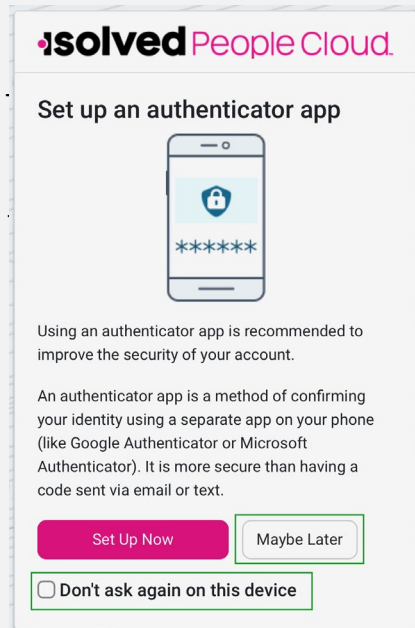 isolved People Cloud
Set up an authenticator app
******
Using an authenticator app is recommended to
improve the security of your account.
An authenticator app is a method of confirming
your identity using a separate app on your phone
(like Google Authenticator or Microsoft
Authenticator). It is more secure than having a
code sent via email or text.
Set Up Now
Maybe Later
Don't ask again on this device